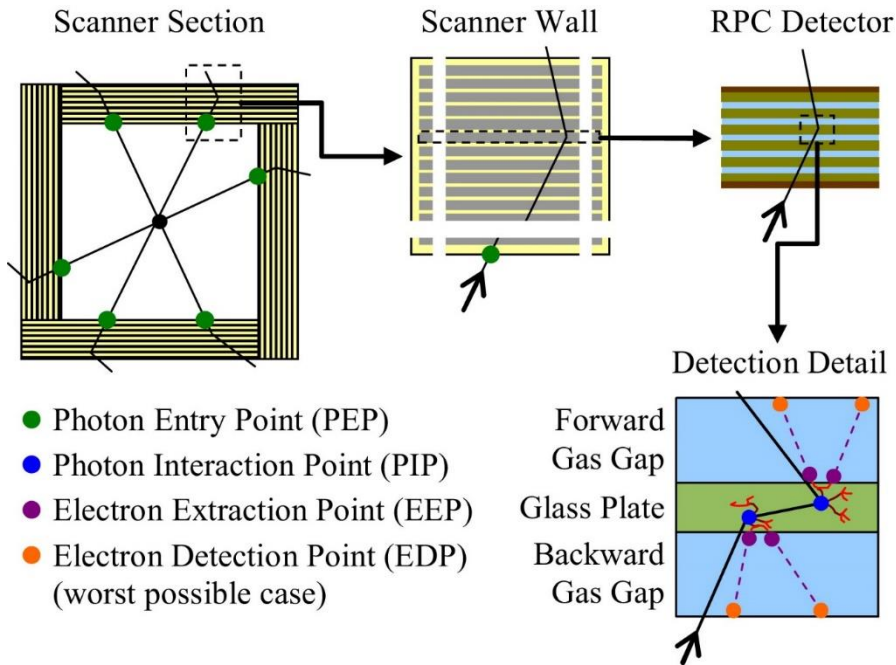 Scanner Section
Scanner Wall
RPC Detector
Detection Detail
Photon Entry Point (PEP)
Photon Interaction Point (PIP)
Electron Extraction Point (EEP)
Electron Detection Point (EDP)
(worst possible case)
Forward
Gas Gap
Glass Plate
Backward
Gas Gap